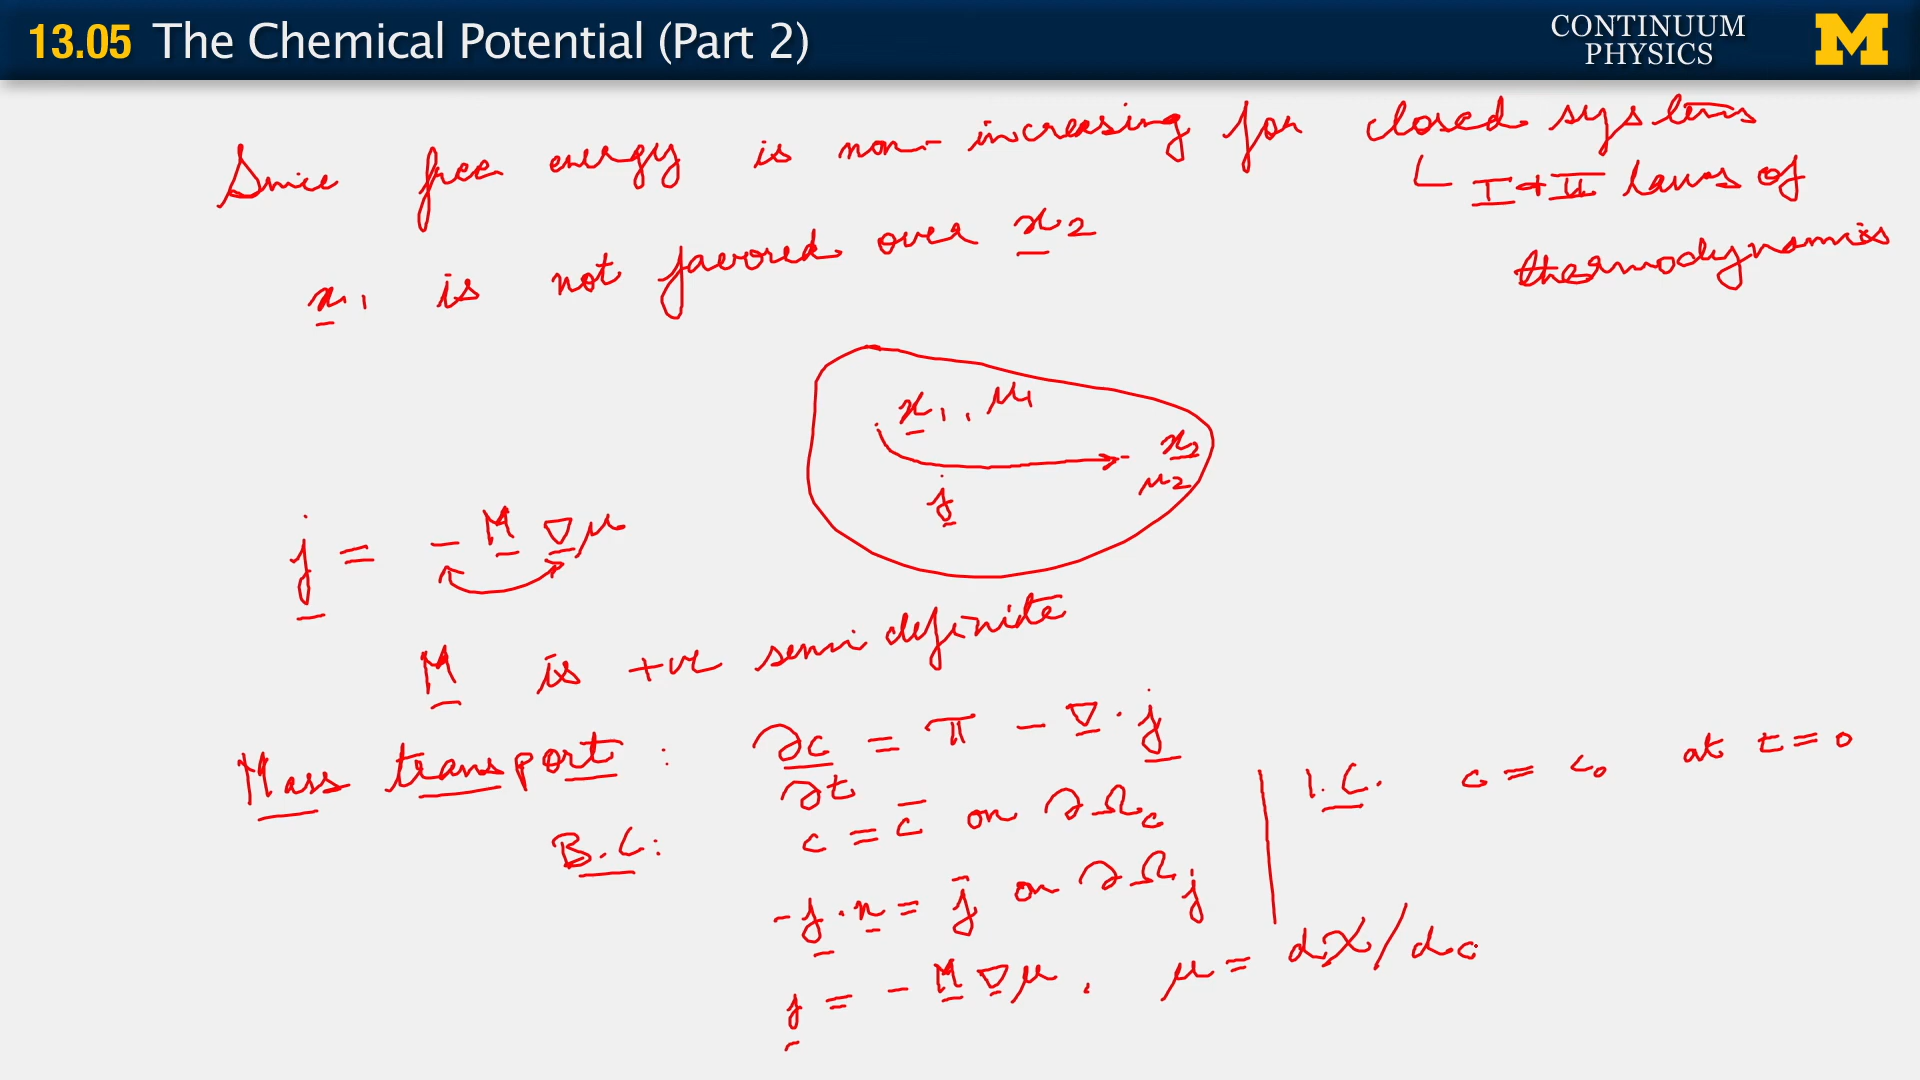 13.05 The Chemical Potential (Part 2)
CONTINUUM
PHYSICS
M
Since free energy is non-increasing for closed systems
I + II laws of
thermodynamics
x₁ is not favored over x₂
x₁, μ₁
x₂
μ₂
j
j = - M ∇μ
M is +ve semi definite
Mass transport: ∂c/∂t = π - ∇·j
I.C. c = c₀ at t = 0
B.C: c = c̄ on ∂Ω_c
-j·n = j̄ on ∂Ω_j
j = - M ∇μ, μ = dχ/dc